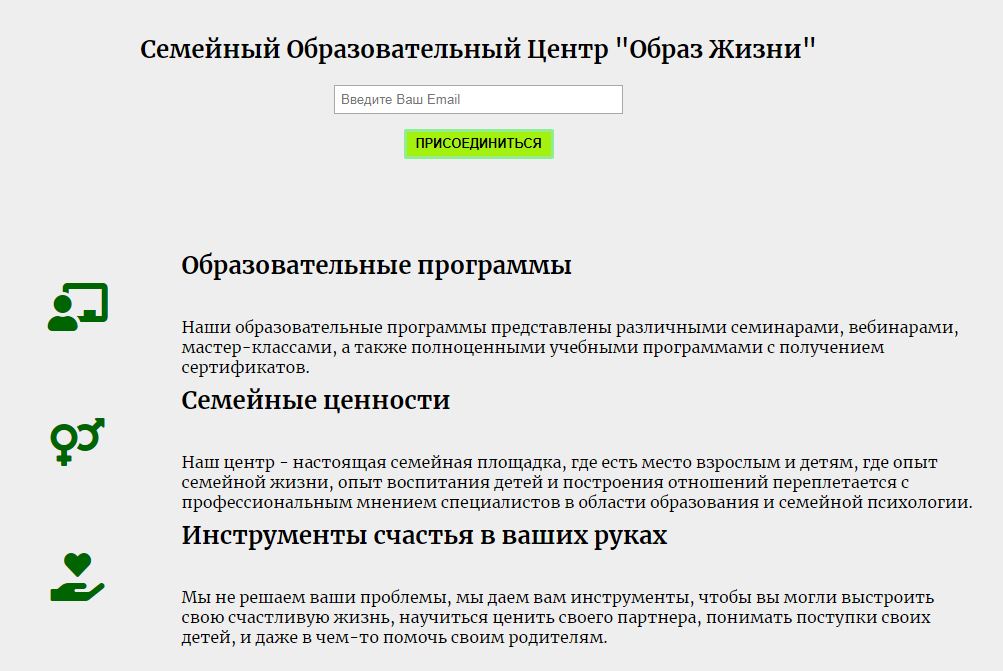 Семейный Образовательный Центр "Образ Жизни"
Введите Ваш Email
ПРИСОЕДИНИТЬСЯ
Образовательные программы
Наши образовательные программы представлены различными семинарами, вебинарами,
мастер-классами, а также полноценными учебными программами с получением
сертификатов.
Семейные ценности
Наш центр - настоящая семейная площадка, где есть место взрослым и детям, где опыт
семейной жизни, опыт воспитания детей и построения отношений переплетается с
профессиональным мнением специалистов в области образования и семейной психологии.
Инструменты счастья в ваших руках
Мы не решаем ваши проблемы, мы даем вам инструменты, чтобы вы могли выстроить
свою счастливую жизнь, научиться ценить своего партнера, понимать поступки своих
детей, и даже в чем-то помочь своим родителям.